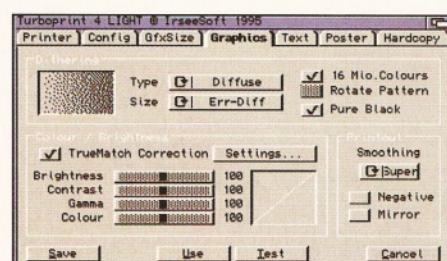 Turboprint 4 LIGHT © IrseeSoft 1995
Printer Config GfxSize Graphics Text Poster Hardcopy
Dithering
Type Diffuse
Size Err-Diff
16 Mio.Colours
Rotate Pattern
Pure Black
Colour / Brightness
TrueMatch Correction Settings...
Brightness 100
Contrast 100
Gamma 100
Colour 100
Printout
Smoothing
Super
Negative
Mirror
Save Use Test Cancel